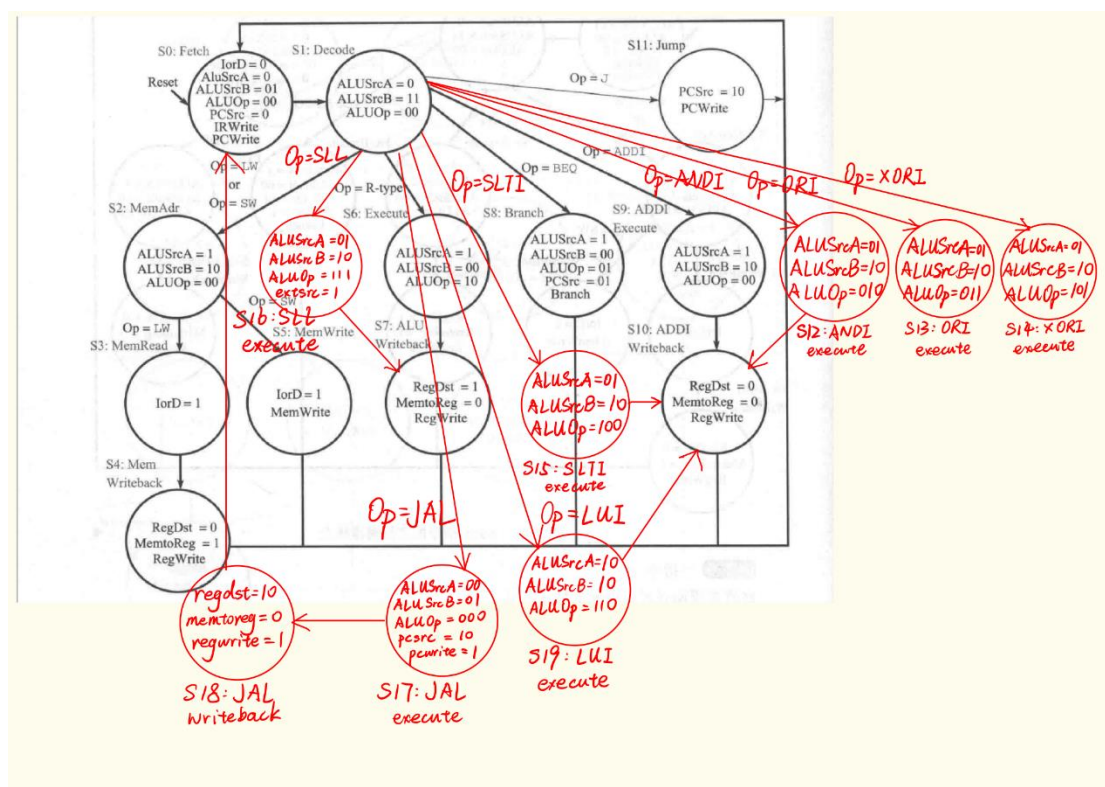 S0: Fetch
Reset
IorD = 0
AluSrcA = 0
ALUSrcB = 01
ALUOp = 00
PCSrc = 0
IRWrite
PCWrite
S1: Decode
ALUSrcA = 0
ALUSrcB = 11
ALUOp = 00
S11: Jump
Op = J
PCSrc = 10
PCWrite
Op = LW
or
Op = SW
Op=SLL
Op = R-type
Op=SLTI
Op = BEQ
Op = ADDI
Op=ANDI
Op=ORI
Op=XORI
S2: MemAdr
ALUSrcA = 1
ALUSrcB = 10
ALUOp = 00
ALUSrcA=01
ALUSrcB=10
ALUOp=111
extsrc=1
S16:SLL
execute
S6: Execute
ALUSrcA = 1
ALUSrcB = 00
ALUOp = 10
S8: Branch
ALUSrcA = 1
ALUSrcB = 00
ALUOp = 01
PCSrc = 01
Branch
S9: ADDI
Execute
ALUSrcA = 1
ALUSrcB = 10
ALUOp = 00
ALUSrcA=01
ALUSrcB=10
ALUOp=010
S12:ANDI
execute
ALUSrcA=01
ALUSrcB=10
ALUOp=011
S13:ORI
execute
ALUSrcA=01
ALUSrcB=10
ALUOp=101
S14:XORI
execute
Op = LW
S3: MemRead
IorD = 1
Op = SW
S5: MemWrite
IorD = 1
MemWrite
S7: ALU
Writeback
RegDst = 1
MemtoReg = 0
RegWrite
ALUSrcA=01
ALUSrcB=10
ALUOp=100
S15:SLTI
execute
S10: ADDI
Writeback
RegDst = 0
MemtoReg = 0
RegWrite
S4: Mem
Writeback
RegDst = 0
MemtoReg = 1
RegWrite
Op=JAL
Op=LUI
regdst=10
memtoreg=0
regwrite=1
S18:JAL
writeback
ALUSrcA=00
ALUSrcB=01
ALUOp=000
pcsrc=10
pcwrite=1
S17:JAL
execute
ALUSrcA=10
ALUSrcB=10
ALUOp=110
S19:LUI
execute